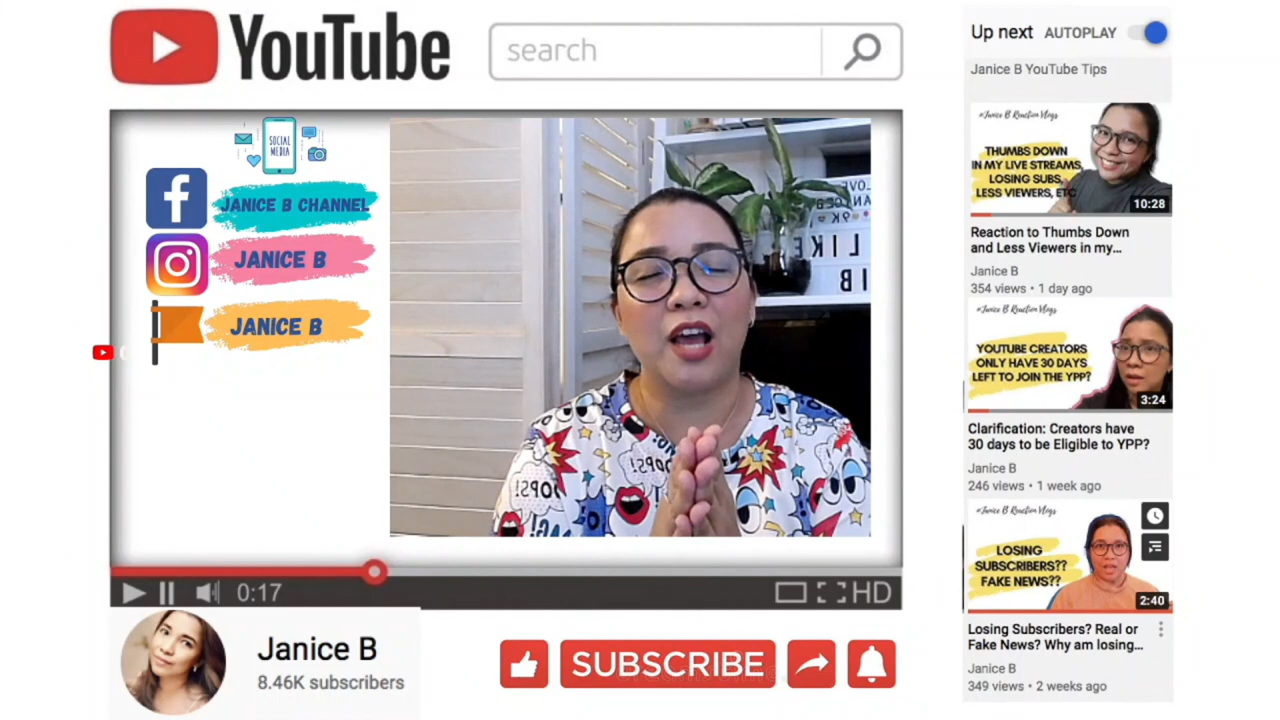 YouTube
search
SOCIAL
MEDIA
JANICE B CHANNEL
JANICE B
JANICE B
LIKE
OOPS!
OOPS!
0:17
HD
Janice B
8.46K subscribers
SUBSCRIBE
Up next AUTOPLAY
Janice B YouTube Tips
#Janice B Reaction Vlogs
THUMBS DOWN
IN MY LIVE STREAMS,
LOSING SUBS,
LESS VIEWERS, ETC
10:28
Reaction to Thumbs Down
and Less Viewers in my...
Janice B
354 views • 1 day ago
#Janice B Reaction Vlogs
YOUTUBE CREATORS
ONLY HAVE 30 DAYS
LEFT TO JOIN THE YPP?
3:24
Clarification: Creators have
30 days to be Eligible to YPP?
Janice B
246 views • 1 week ago
#Janice B Reaction Vlogs
LOSING
SUBSCRIBERS??
FAKE NEWS??
2:40
Losing Subscribers? Real or
Fake News? Why am losing...
Janice B
349 views • 2 weeks ago